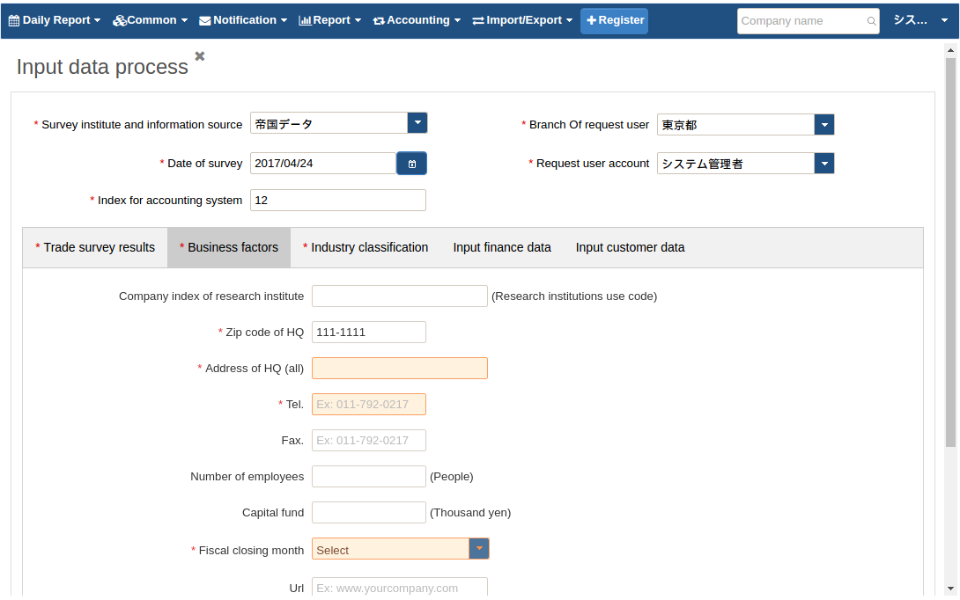 Daily Report Common Notification Report Accounting Import/Export Register Company name シス...
Input data process
* Survey institute and information source 帝国データ * Branch Of request user 東京都
* Date of survey 2017/04/24 * Request user account システム管理者
* Index for accounting system 12
* Trade survey results * Business factors * Industry classification Input finance data Input customer data
Company index of research institute (Research institutions use code)
* Zip code of HQ 111-1111
* Address of HQ (all)
* Tel. Ex: 011-792-0217
Fax. Ex: 011-792-0217
Number of employees (People)
Capital fund (Thousand yen)
* Fiscal closing month Select
Url Ex: www.yourcompany.com